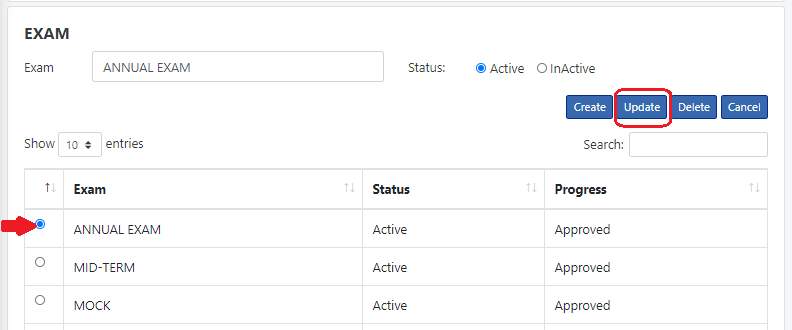 EXAM
Exam ANNUAL EXAM Status: Active InActive
Create Update Delete Cancel
Show 10 entries Search:
Exam Status Progress
ANNUAL EXAM Active Approved
MID-TERM Active Approved
MOCK Active Approved